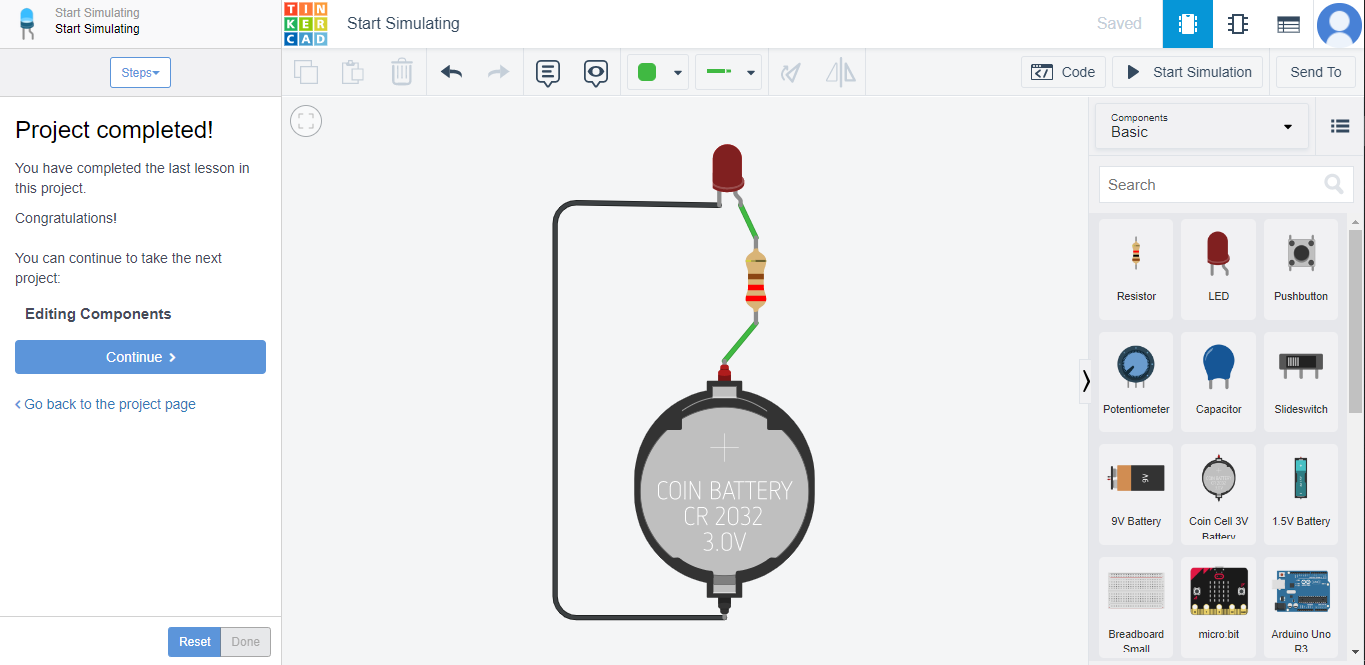 Start Simulating
Start Simulating
TIN
KER
CAD
Start Simulating
Saved
Steps
Code
Start Simulation
Send To
Project completed!
You have completed the last lesson in
this project.
Congratulations!
You can continue to take the next
project:
Editing Components
Continue
Go back to the project page
Reset
Done
COIN BATTERY
CR 2032
3.0V
Components
Basic
Search
Resistor
LED
Pushbutton
Potentiometer
Capacitor
Slideswitch
9V
9V Battery
Coin Cell 3V
Battery
1.5V Battery
Breadboard
Small
micro:bit
Arduino Uno
R3